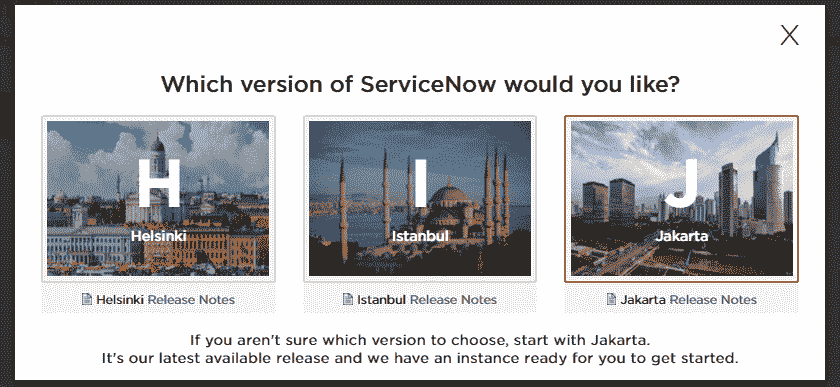 X
Which version of ServiceNow would you like?
H
Helsinki
I
Istanbul
J
Jakarta
Helsinki Release Notes
Istanbul Release Notes
Jakarta Release Notes
If you aren't sure which version to choose, start with Jakarta.
It's our latest available release and we have an instance ready for you to get started.